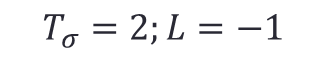 T_σ = 2; L = −1